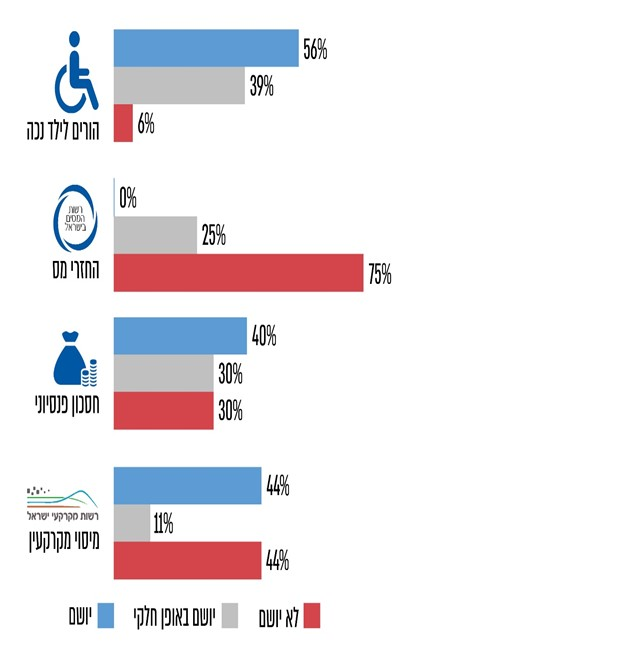 56%
39%
6%
הורים לילד נכה
0%
רשות
המסים
בישראל
25%
החזרי מס
75%
40%
30%
חסכון פנסיוני
30%
44%
רשות מקרקעי ישראל
11%
מיסוי מקרקעין
44%
יושם
יושם באופן חלקי
לא יושם